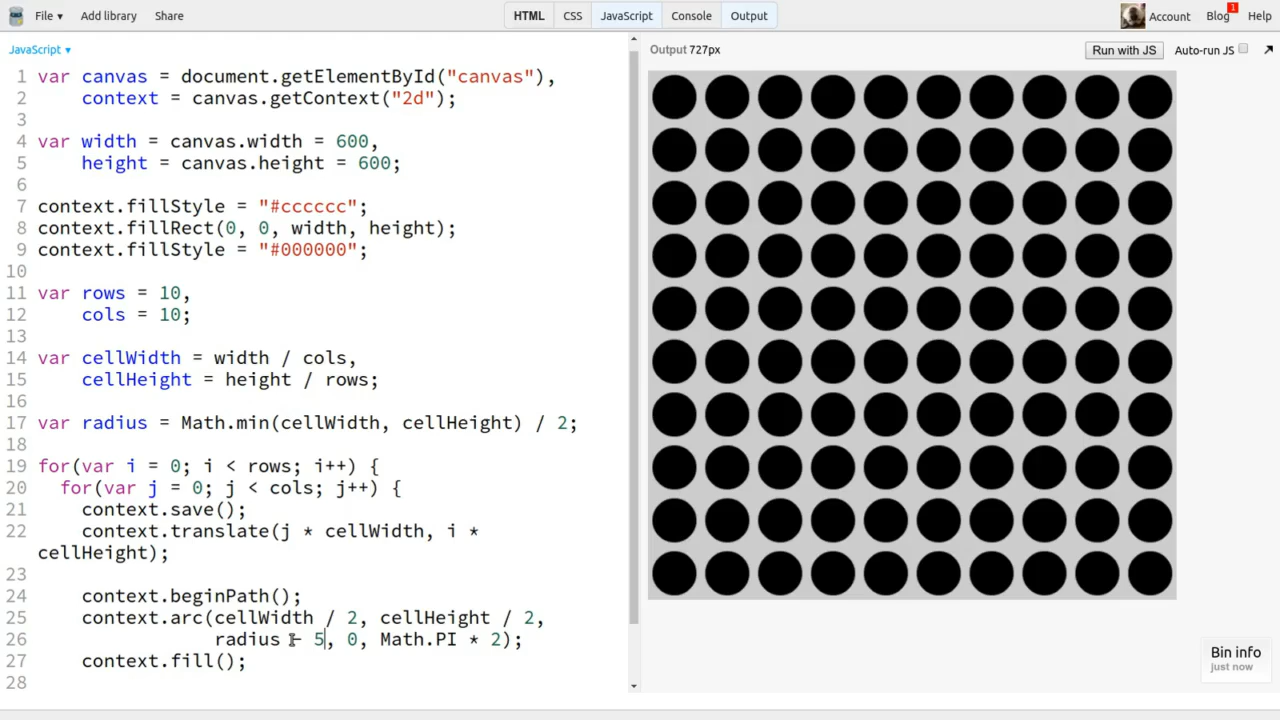 File ▾ Add library Share HTML CSS JavaScript Console Output Account Blog 1 Help
JavaScript ▾
Output 727px Run with JS Auto-run JS
1 var canvas = document.getElementById("canvas"),
2 context = canvas.getContext("2d");
3
4 var width = canvas.width = 600,
5 height = canvas.height = 600;
6
7 context.fillStyle = "#cccccc";
8 context.fillRect(0, 0, width, height);
9 context.fillStyle = "#000000";
10
11 var rows = 10,
12 cols = 10;
13
14 var cellWidth = width / cols,
15 cellHeight = height / rows;
16
17 var radius = Math.min(cellWidth, cellHeight) / 2;
18
19 for(var i = 0; i < rows; i++) {
20 for(var j = 0; j < cols; j++) {
21 context.save();
22 context.translate(j * cellWidth, i *
cellHeight);
23
24 context.beginPath();
25 context.arc(cellWidth / 2, cellHeight / 2,
26 radius - 5, 0, Math.PI * 2);
27 context.fill();
28
Bin info
just now